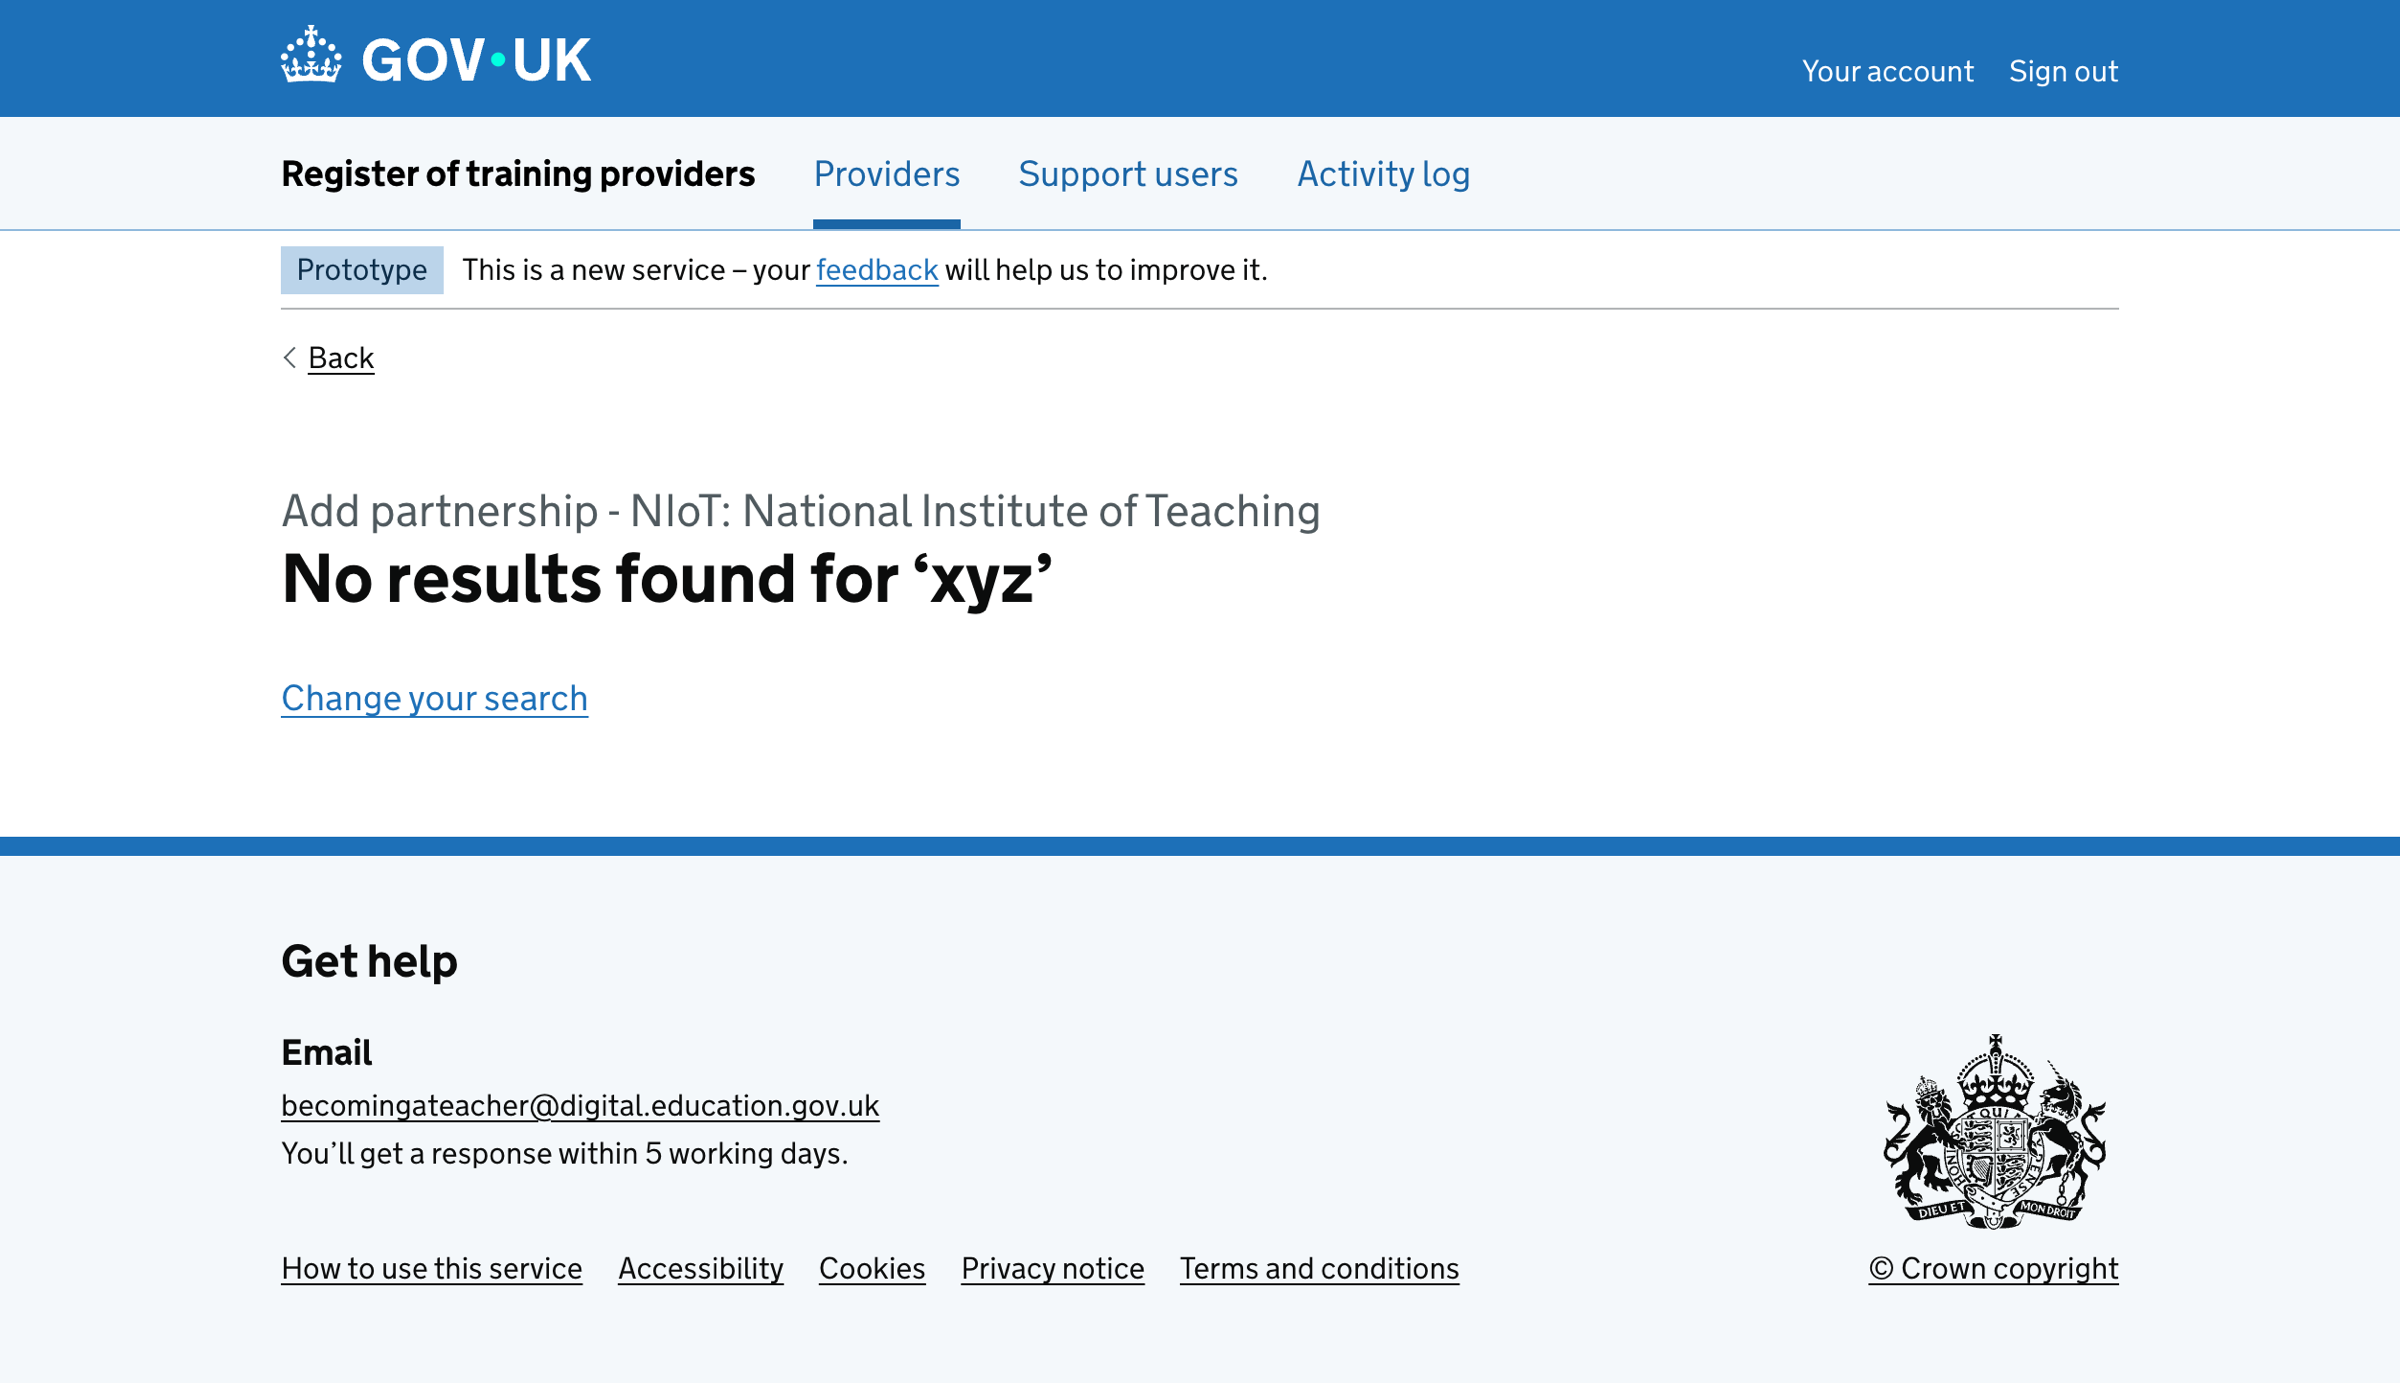 GOV·UK
Your account
Sign out
Register of training providers
Providers
Support users
Activity log
Prototype
This is a new service – your feedback will help us to improve it.
Back
Add partnership - NIoT: National Institute of Teaching
No results found for ‘xyz’
Change your search
Get help
Email
becomingateacher@digital.education.gov.uk
You’ll get a response within 5 working days.
DIEU ET MON DROIT
How to use this service
Accessibility
Cookies
Privacy notice
Terms and conditions
© Crown copyright